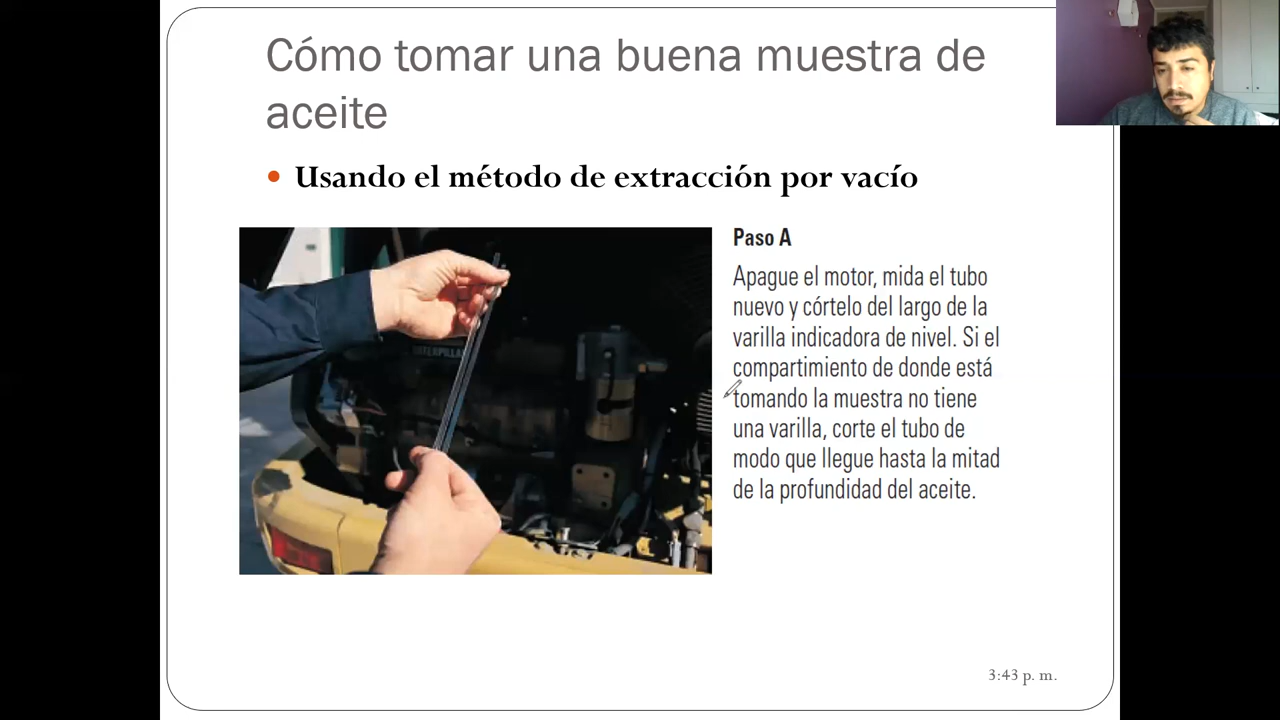 Cómo tomar una buena muestra de
aceite
Usando el método de extracción por vacío
Paso A
Apague el motor, mida el tubo
nuevo y córtelo del largo de la
varilla indicadora de nivel. Si el
compartimiento de donde está
tomando la muestra no tiene
una varilla, corte el tubo de
modo que llegue hasta la mitad
de la profundidad del aceite.
CATERPILLAR
3:43 p. m.